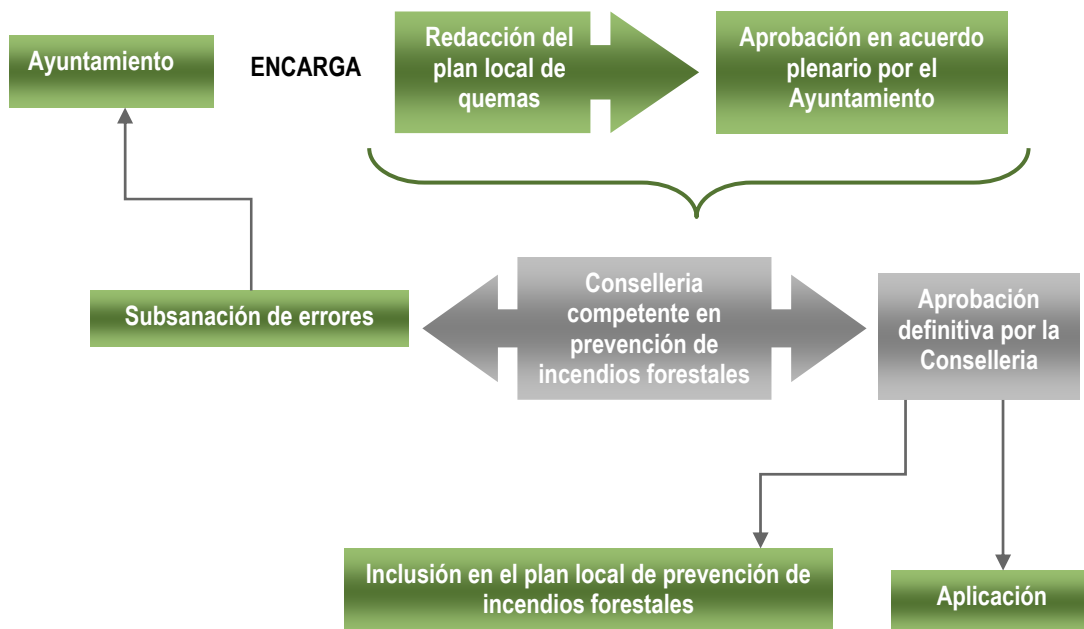 Ayuntamiento
ENCARGA
Redacción del
plan local de
quemas
Aprobación en acuerdo
plenario por el
Ayuntamiento
Subsanación de errores
Conselleria
competente en
prevención de
incendios forestales
Aprobación
definitiva por la
Conselleria
Inclusión en el plan local de prevención de
incendios forestales
Aplicación